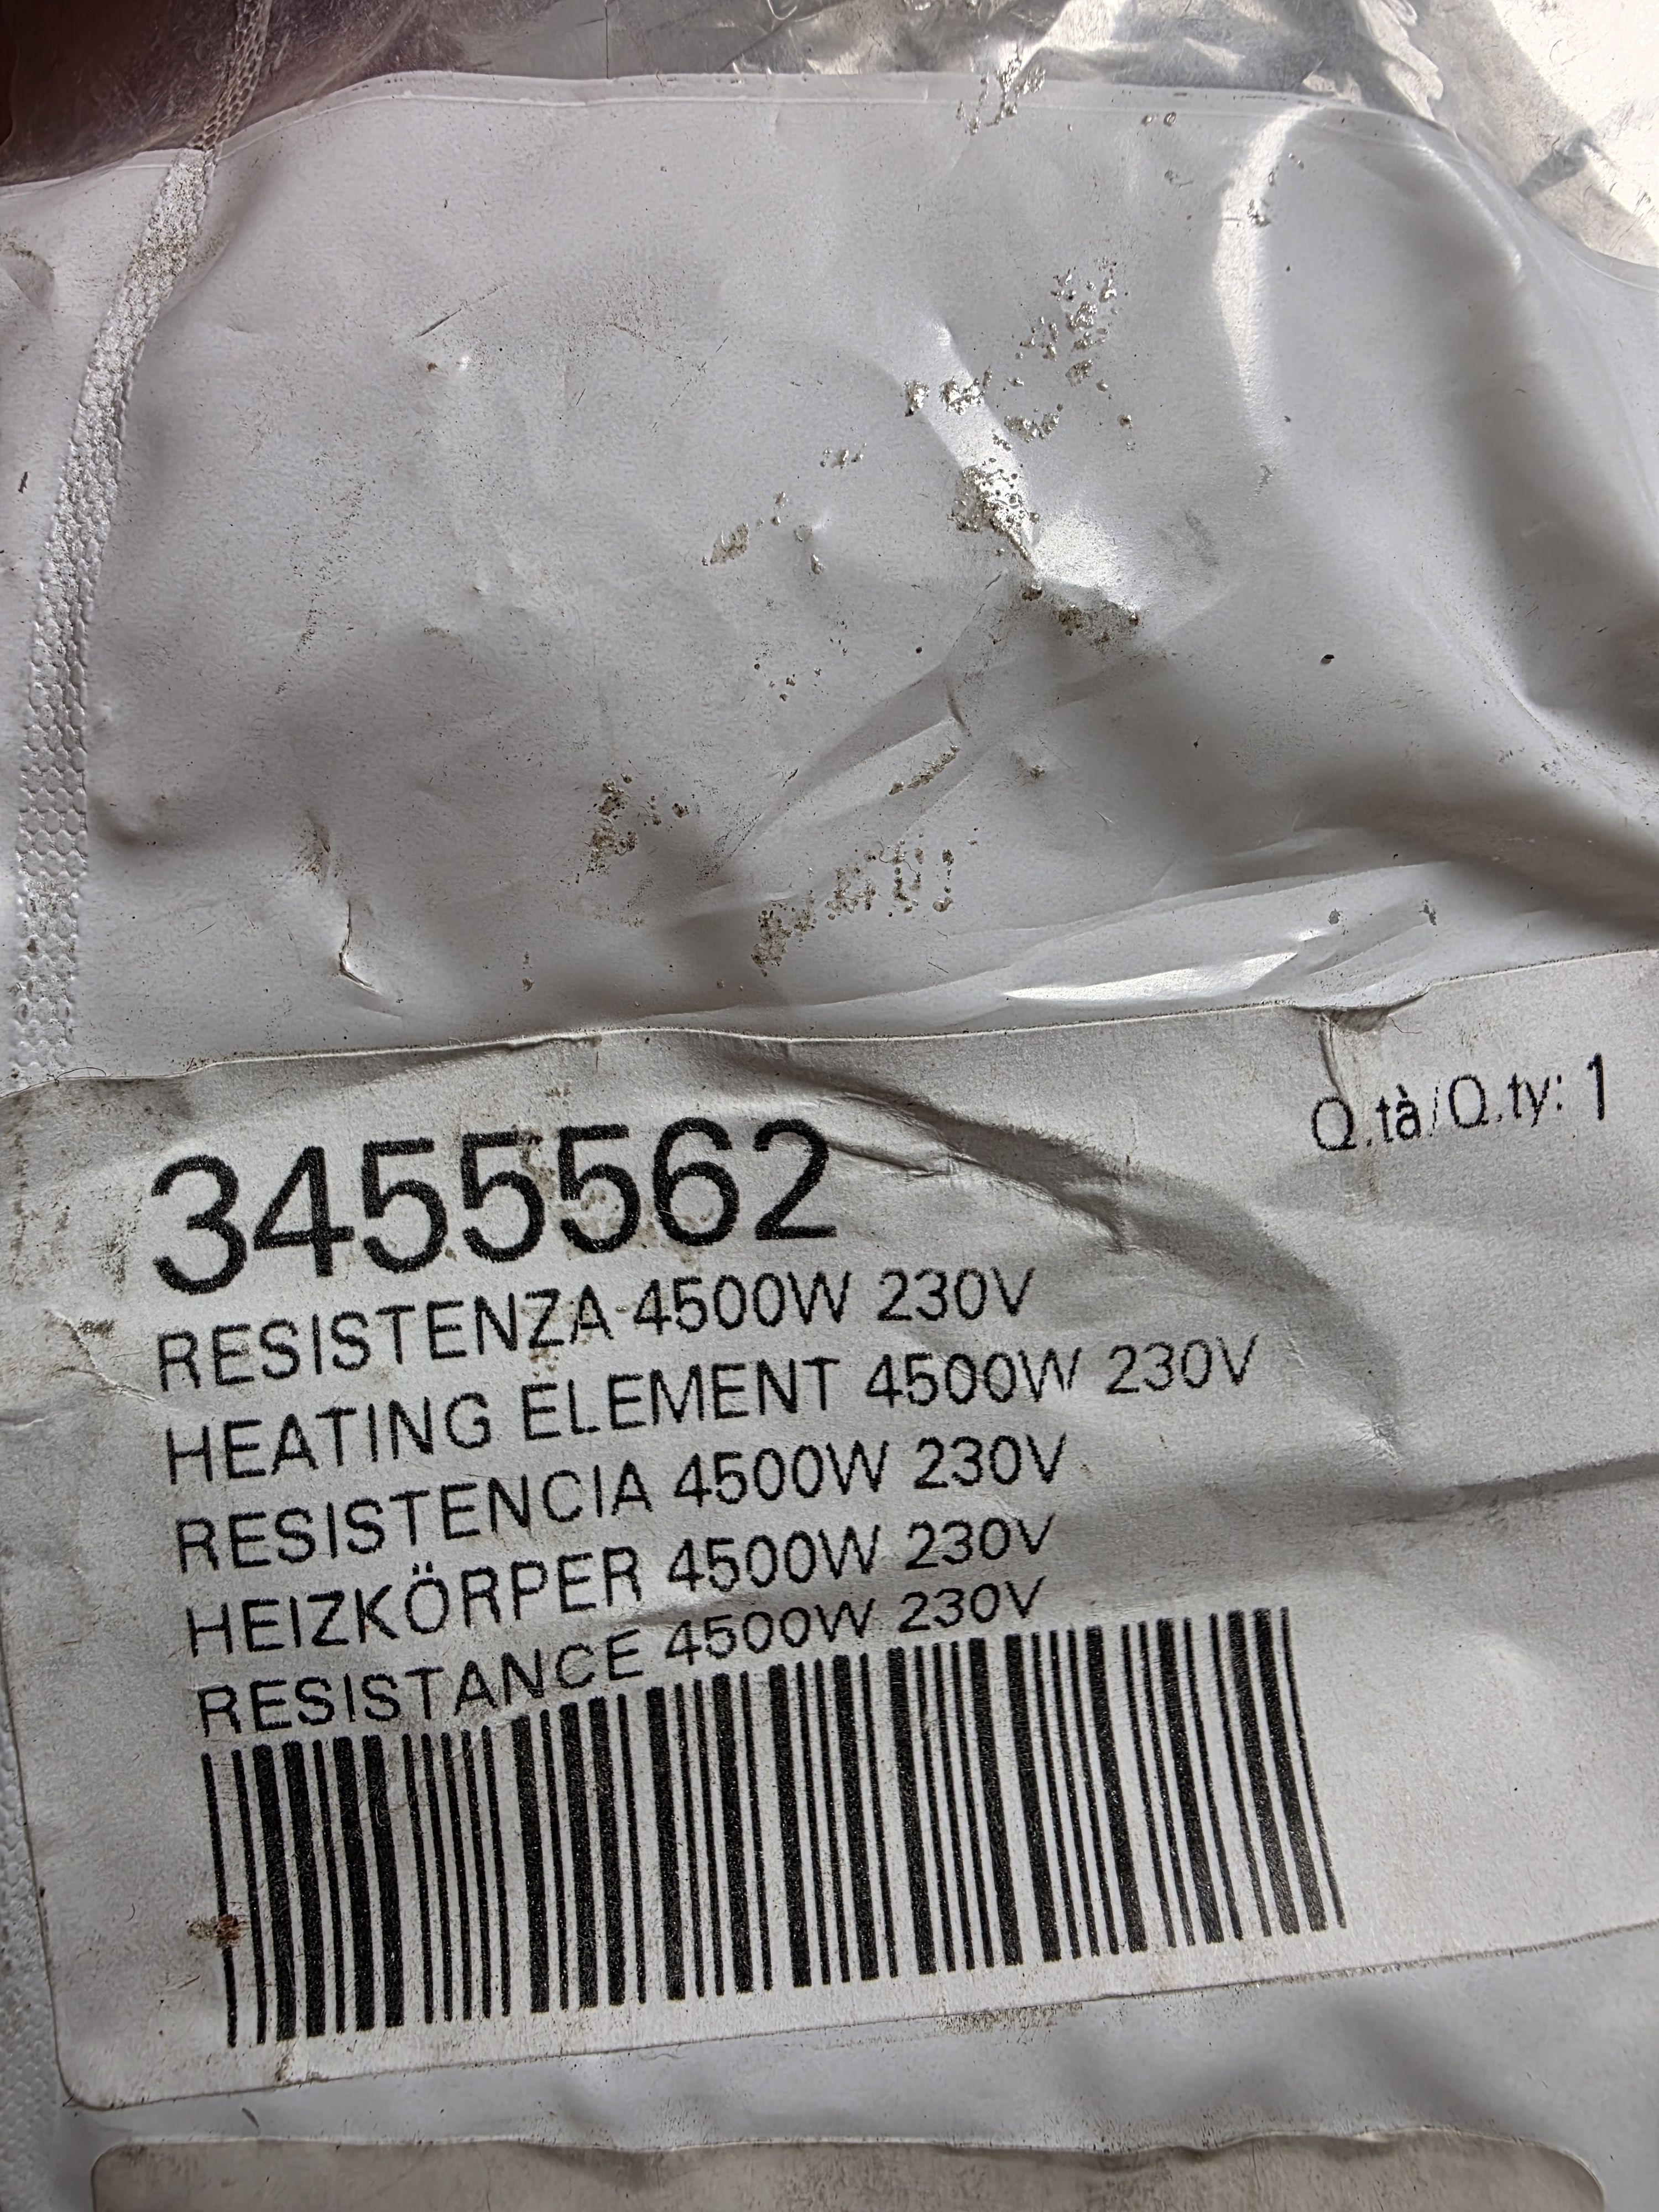 Q.tà/Q.ty: 1
3455562
RESISTENZA 4500W 230V
HEATING ELEMENT 4500W 230V
RESISTENCIA 4500W 230V
HEIZKÖRPER 4500W 230V
RESISTANCE 4500W 230V